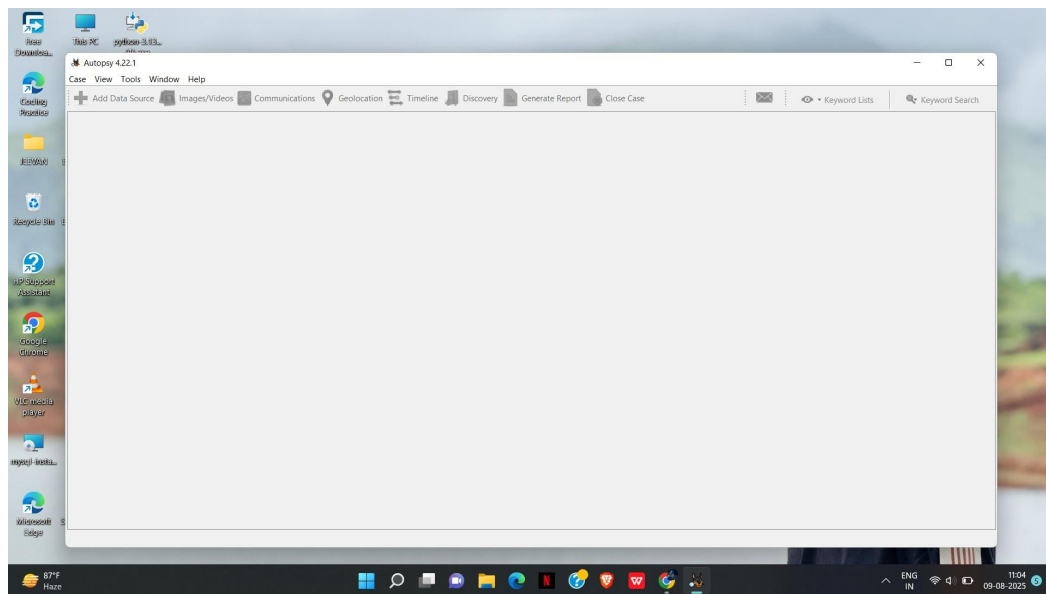 Free
Downloa...
This PC
python-3.13...
Coding
Practice
JEEVAN
Recycle Bin
HP Support
Assistant
Google
Chrome
VLC media
player
mysql-insta...
Microsoft
Edge
Autopsy 4.22.1
Case View Tools Window Help
Add Data Source Images/Videos Communications Geolocation Timeline Discovery Generate Report Close Case Keyword Lists Keyword Search
87°F
Haze
ENG
IN
11:04
09-08-2025
5